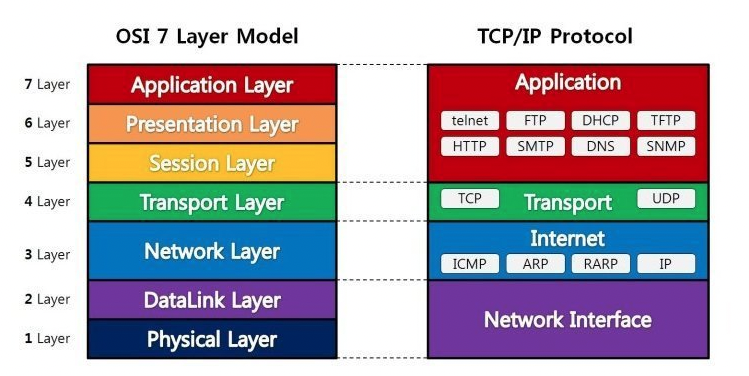 OSI 7 Layer Model
TCP/IP Protocol
7 Layer
Application Layer
6 Layer
Presentation Layer
5 Layer
Session Layer
4 Layer
Transport Layer
3 Layer
Network Layer
2 Layer
DataLink Layer
1 Layer
Physical Layer
Application
telnet FTP DHCP TFTP
HTTP SMTP DNS SNMP
TCP Transport UDP
Internet
ICMP ARP RARP IP
Network Interface